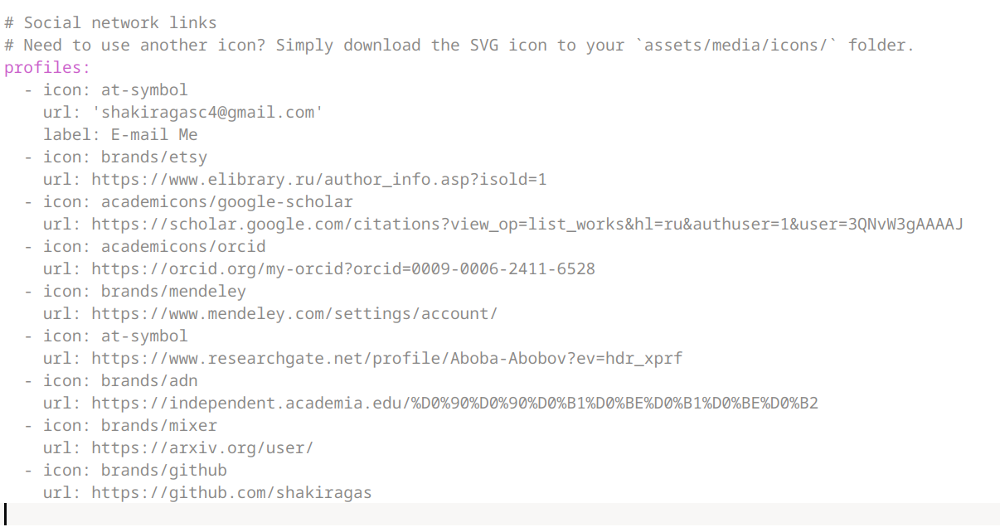 # Social network links
# Need to use another icon? Simply download the SVG icon to your `assets/media/icons/` folder.
profiles:
  - icon: at-symbol
    url: 'shakiragasc4@gmail.com'
    label: E-mail Me
  - icon: brands/etsy
    url: https://www.elibrary.ru/author_info.asp?isold=1
  - icon: academicons/google-scholar
    url: https://scholar.google.com/citations?view_op=list_works&hl=ru&authuser=1&user=3QNvW3gAAAAJ
  - icon: academicons/orcid
    url: https://orcid.org/my-orcid?orcid=0009-0006-2411-6528
  - icon: brands/mendeley
    url: https://www.mendeley.com/settings/account/
  - icon: at-symbol
    url: https://www.researchgate.net/profile/Aboba-Abobov?ev=hdr_xprf
  - icon: brands/adn
    url: https://independent.academia.edu/%D0%90%D0%90%D0%B1%D0%BE%D0%B1%D0%BE%D0%B2
  - icon: brands/mixer
    url: https://arxiv.org/user/
  - icon: brands/github
    url: https://github.com/shakiragas